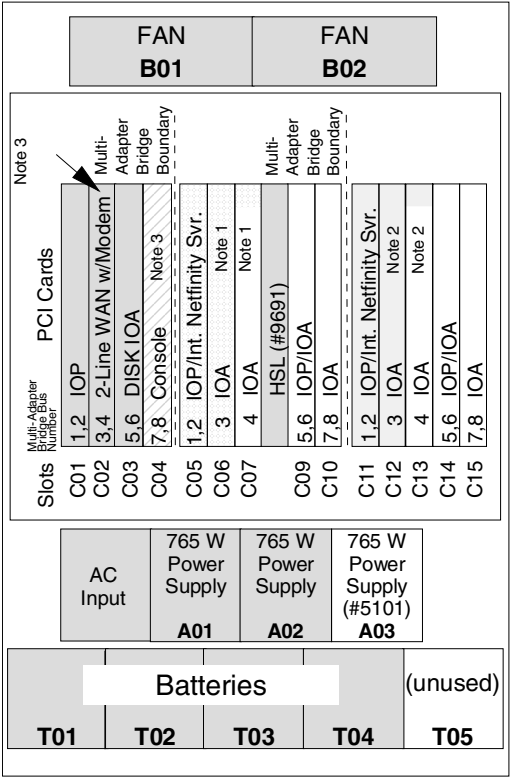 FAN
B01
FAN
B02
Note 3
Multi-
Adapter
Bridge
Boundary
Multi-
Adapter
Bridge
Boundary
PCI Cards
Multi-Adapter
Bridge Bus
Number
Slots
C01 1,2 IOP
C02 3,4 2-Line WAN w/Modem
C03 5,6 DISK IOA
C04 7,8 Console Note 3
C05 1,2 IOP/Int. Netfinity Svr.
C06 3 IOA Note 1
C07 4 IOA Note 1
HSL (#9691)
C09 5,6 IOP/IOA
C10 7,8 IOA
C11 1,2 IOP/Int. Netfinity Svr.
C12 3 IOA Note 2
C13 4 IOA Note 2
C14 5,6 IOP/IOA
C15 7,8 IOA
AC
Input
765 W
Power
Supply
A01
765 W
Power
Supply
A02
765 W
Power
Supply
(#5101)
A03
Batteries
(unused)
T01 T02 T03 T04 T05